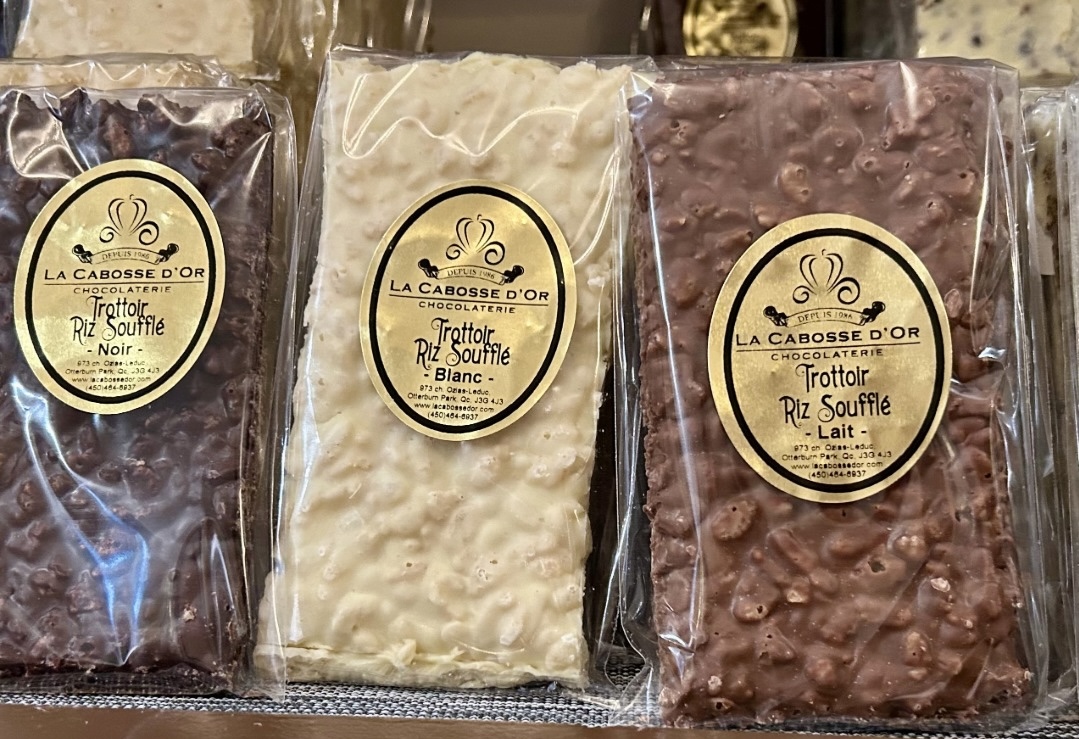 DEPUIS 1986
LA CABOSSE D'OR
CHOCOLATERIE
Trottoir
Riz Soufflé
- Noir -
973 ch. Ozias-Leduc,
Otterburn Park, Qc, J3G 4J3
www.lacabossedor.com
(450)464-6937
DEPUIS 1986
LA CABOSSE D'OR
CHOCOLATERIE
Trottoir
Riz Soufflé
- Blanc -
973 ch. Ozias-Leduc,
Otterburn Park, Qc, J3G 4J3
www.lacabossedor.com
(450)464-6937
DEPUIS 1986
LA CABOSSE D'OR
CHOCOLATERIE
Trottoir
Riz Soufflé
- Lait -
973 ch. Ozias-Leduc,
Otterburn Park, Qc, J3G 4J3
www.lacabossedor.com
(450)464-6937